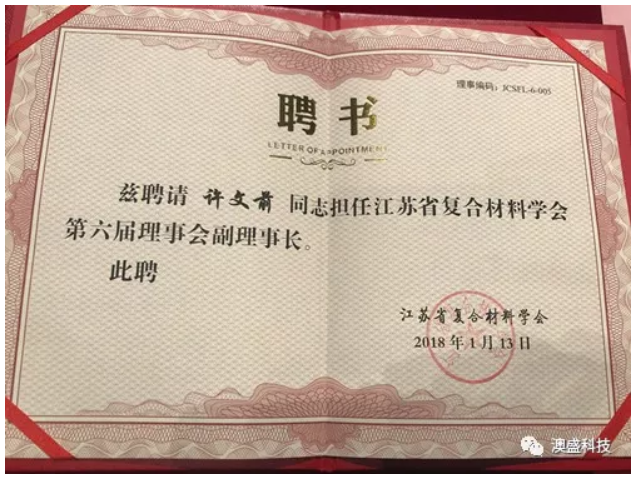 理事编码：JCSFL-6-005
聘书
LETTER OF APPOINTMENT
兹聘请 许文前 同志担任江苏省复合材料学会
第六届理事会副理事长。
此聘
江苏省复合材料学会
2018年1月13日
澳盛科技